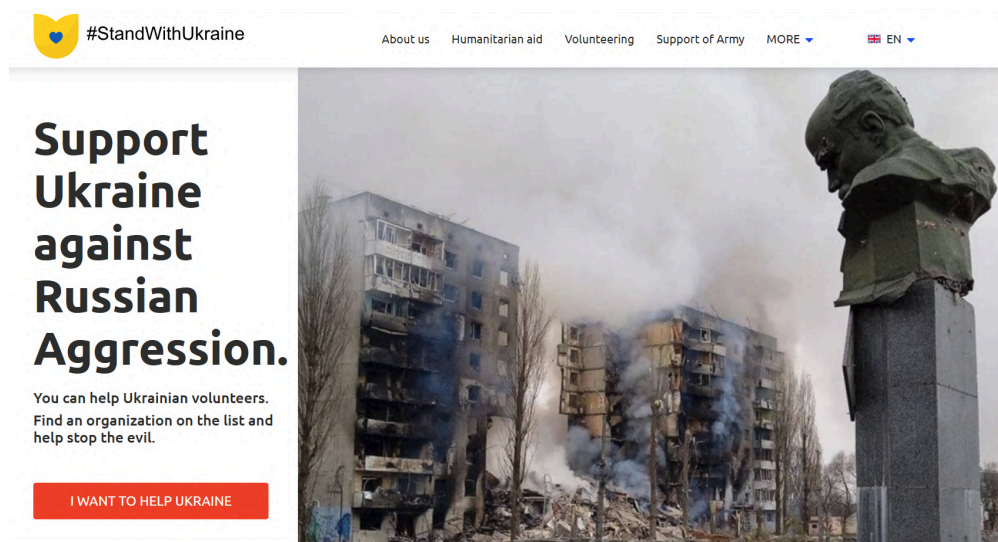 #StandWithUkraine
About us Humanitarian aid Volunteering Support of Army MORE EN
Support
Ukraine
against
Russian
Aggression.
You can help Ukrainian volunteers.
Find an organization on the list and
help stop the evil.
I WANT TO HELP UKRAINE